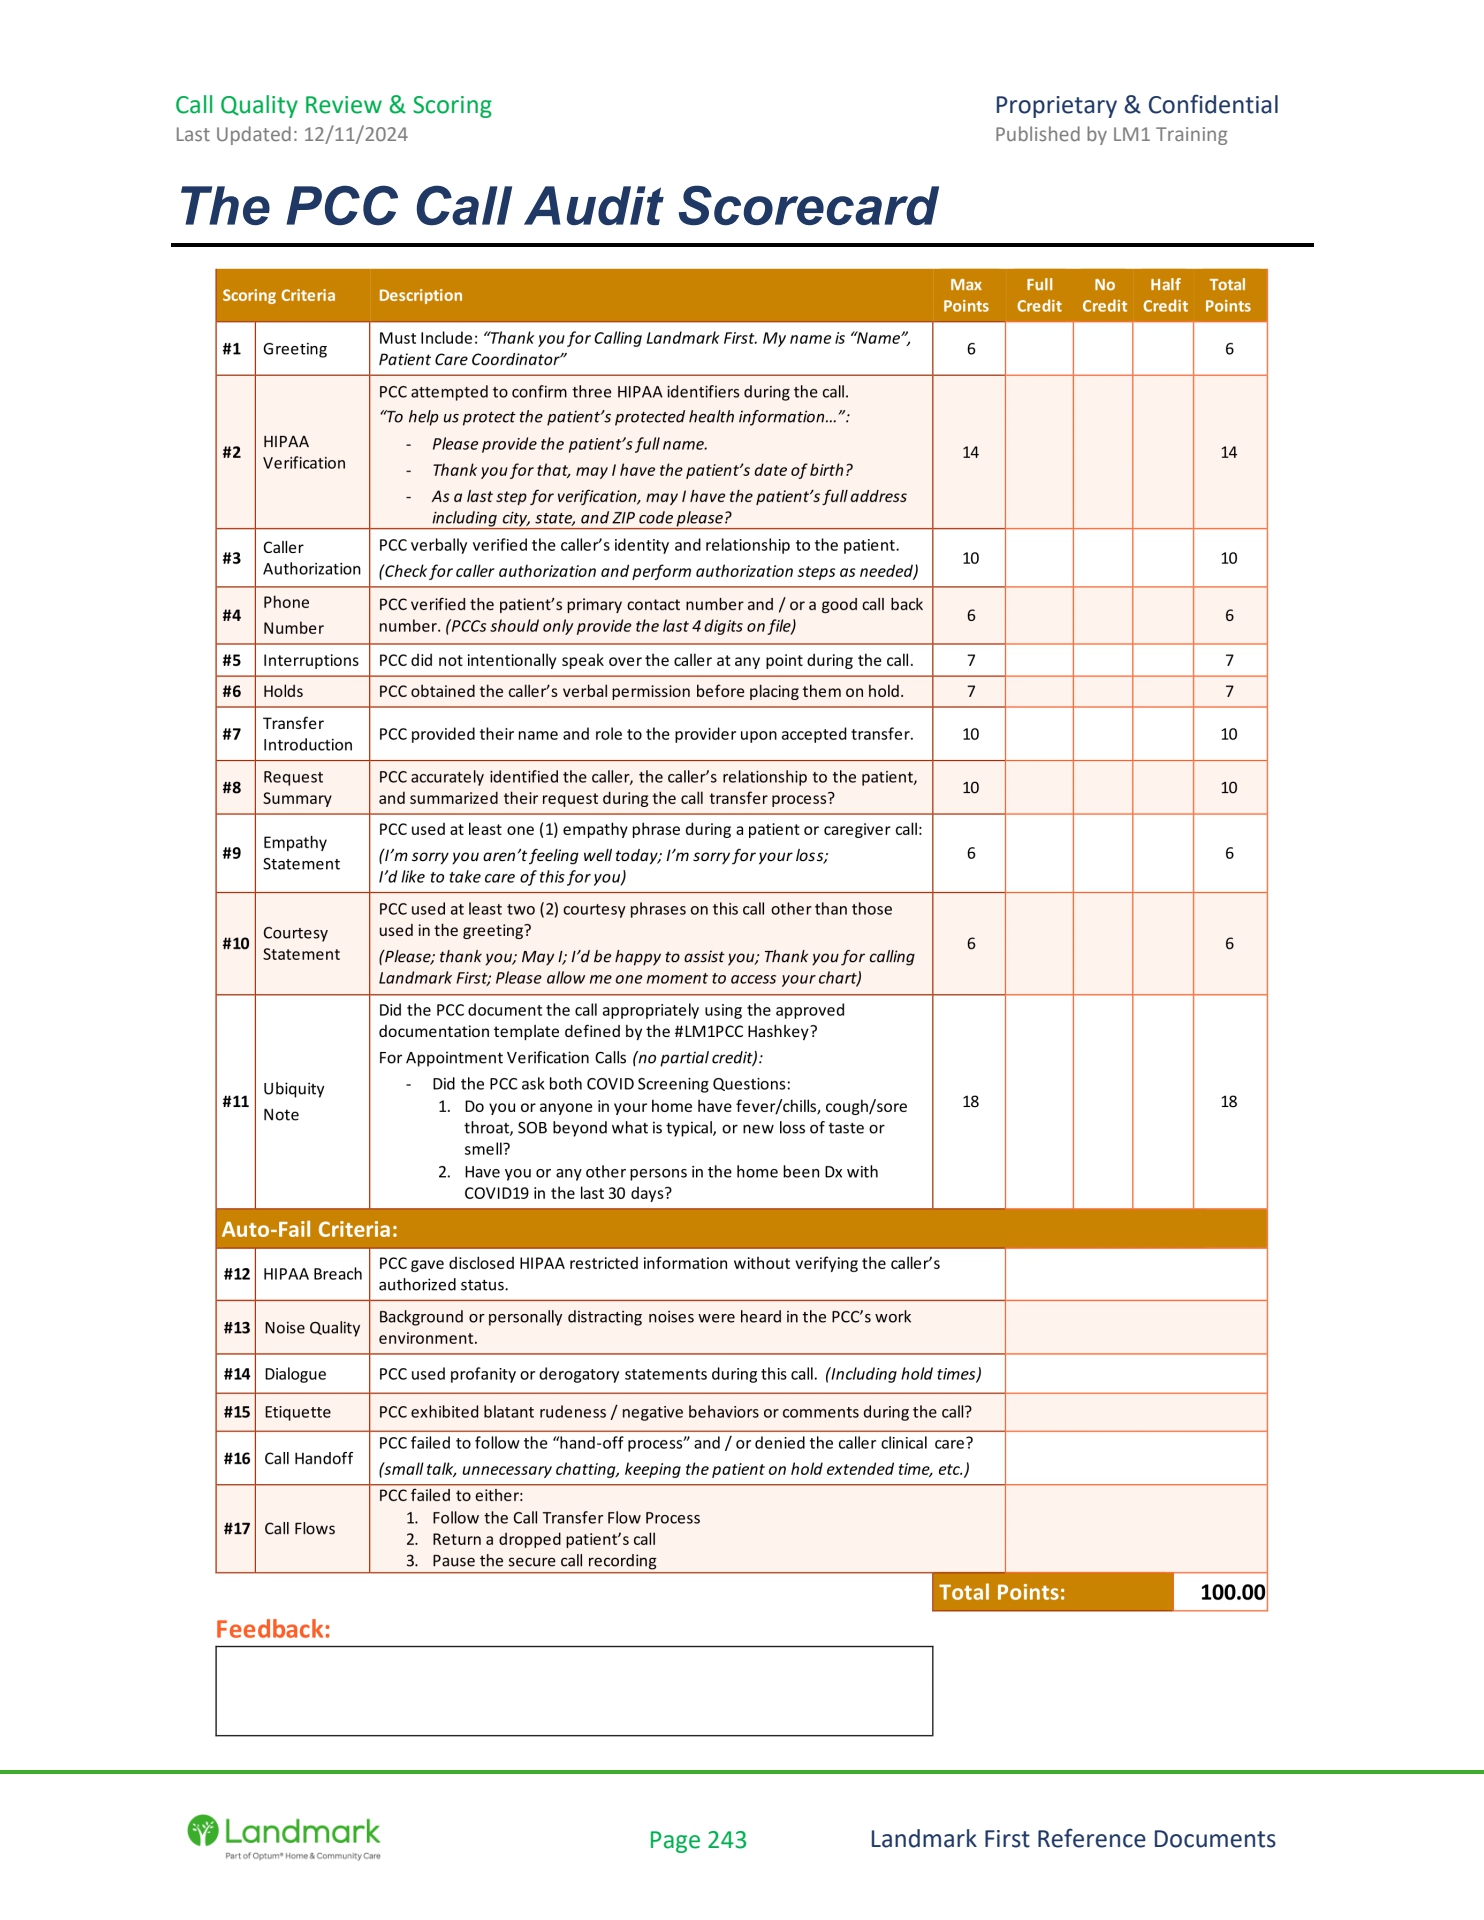 Call Quality Review & Scoring
Proprietary & Confidential
Last Updated: 12/11/2024
Published by LM1 Training
The PCC Call Audit Scorecard
Scoring Criteria Description Max Points Full Credit No Credit Half Credit Total Points
#1 Greeting
Must Include: “Thank you for Calling Landmark First. My name is “Name”,
Patient Care Coordinator”
6 6
#2 HIPAA Verification
PCC attempted to confirm three HIPAA identifiers during the call.
“To help us protect the patient’s protected health information…”:
- Please provide the patient’s full name.
- Thank you for that, may I have the patient’s date of birth?
- As a last step for verification, may I have the patient’s full address
including city, state, and ZIP code please?
14 14
#3 Caller Authorization
PCC verbally verified the caller’s identity and relationship to the patient.
(Check for caller authorization and perform authorization steps as needed)
10 10
#4 Phone Number
PCC verified the patient’s primary contact number and / or a good call back
number. (PCCs should only provide the last 4 digits on file)
6 6
#5 Interruptions PCC did not intentionally speak over the caller at any point during the call. 7 7
#6 Holds PCC obtained the caller’s verbal permission before placing them on hold. 7 7
#7 Transfer Introduction PCC provided their name and role to the provider upon accepted transfer. 10 10
#8 Request Summary
PCC accurately identified the caller, the caller’s relationship to the patient,
and summarized their request during the call transfer process?
10 10
#9 Empathy Statement
PCC used at least one (1) empathy phrase during a patient or caregiver call:
(I’m sorry you aren’t feeling well today; I’m sorry for your loss;
I’d like to take care of this for you)
6 6
#10 Courtesy Statement
PCC used at least two (2) courtesy phrases on this call other than those
used in the greeting?
(Please; thank you; May I; I’d be happy to assist you; Thank you for calling
Landmark First; Please allow me one moment to access your chart)
6 6
#11 Ubiquity Note
Did the PCC document the call appropriately using the approved
documentation template defined by the #LM1PCC Hashkey?
For Appointment Verification Calls (no partial credit):
- Did the PCC ask both COVID Screening Questions:
1. Do you or anyone in your home have fever/chills, cough/sore
throat, SOB beyond what is typical, or new loss of taste or
smell?
2. Have you or any other persons in the home been Dx with
COVID19 in the last 30 days?
18 18
Auto-Fail Criteria:
#12 HIPAA Breach
PCC gave disclosed HIPAA restricted information without verifying the caller’s
authorized status.
#13 Noise Quality
Background or personally distracting noises were heard in the PCC’s work
environment.
#14 Dialogue PCC used profanity or derogatory statements during this call. (Including hold times)
#15 Etiquette PCC exhibited blatant rudeness / negative behaviors or comments during the call?
#16 Call Handoff
PCC failed to follow the “hand-off process” and / or denied the caller clinical care?
(small talk, unnecessary chatting, keeping the patient on hold extended time, etc.)
#17 Call Flows
PCC failed to either:
1. Follow the Call Transfer Flow Process
2. Return a dropped patient’s call
3. Pause the secure call recording
Total Points: 100.00
Feedback:
Landmark
Part of Optum® Home & Community Care
Page 243
Landmark First Reference Documents